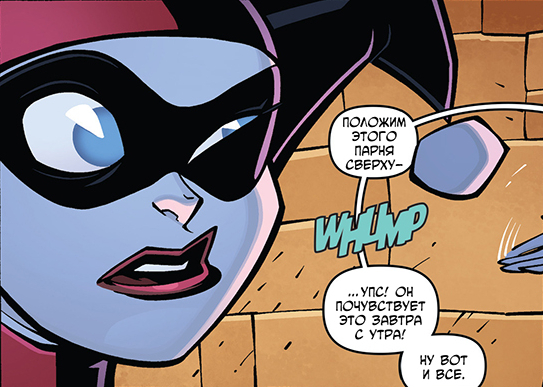 ПОЛОЖИМ
ЭТОГО
ПАРНЯ
СВЕРХУ–
WHUMP
...УПС! ОН
ПОЧУВСТВУЕТ
ЭТО ЗАВТРА
С УТРА!
НУ ВОТ
И ВСЕ.